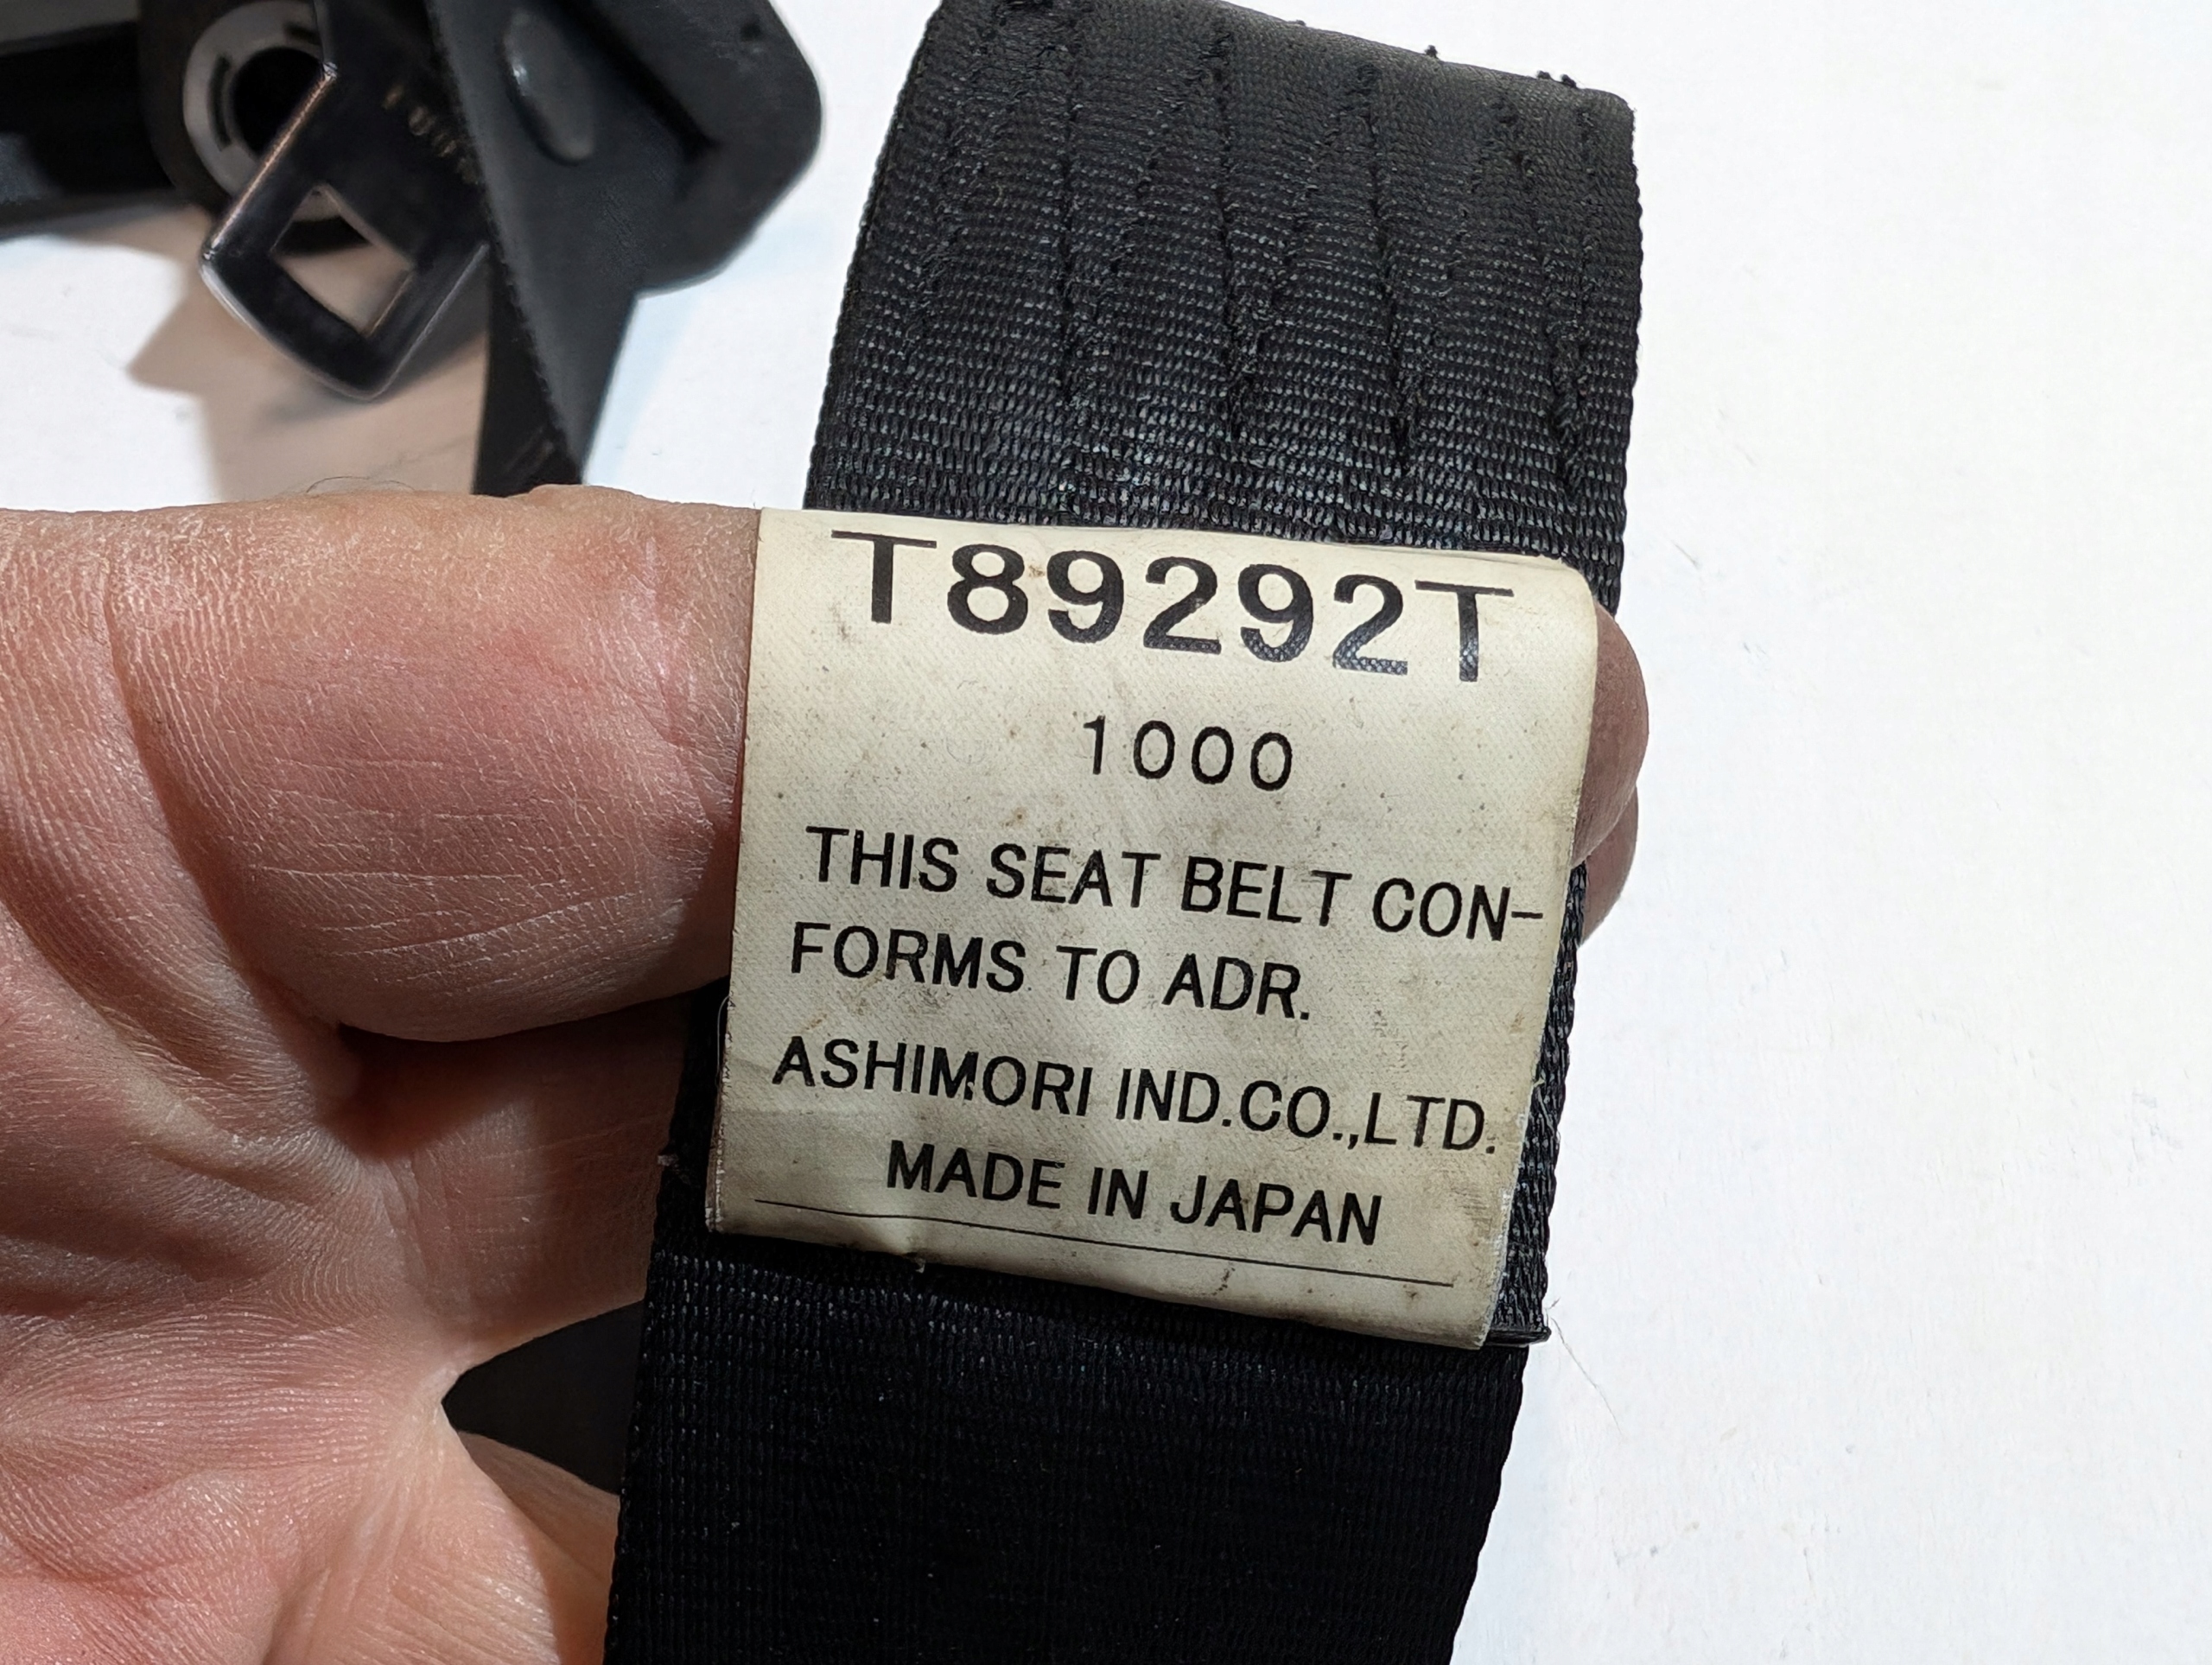 T89292T
1000
THIS SEAT BELT CON-
FORMS TO ADR.
ASHIMORI IND.CO.,LTD.
MADE IN JAPAN